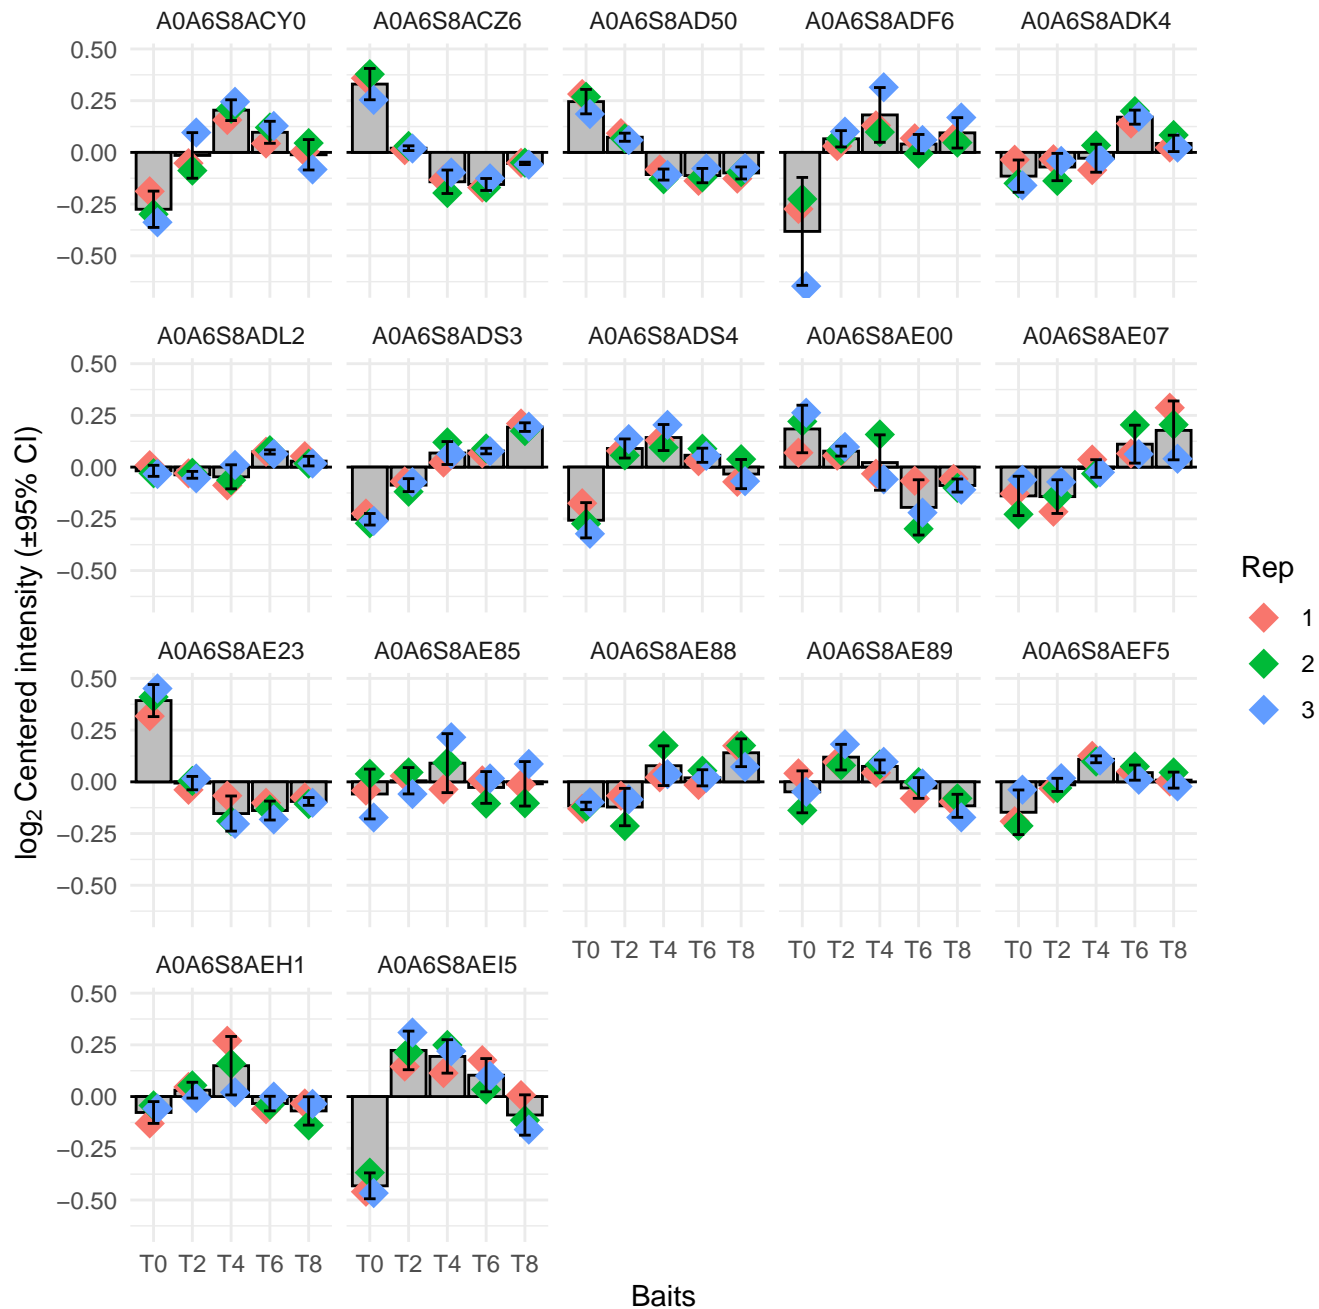 A0A6S8ACY0 A0A6S8ACZ6 A0A6S8AD50 A0A6S8ADF6 A0A6S8ADK4
0.50
0.25
0.00
−0.25
−0.50
A0A6S8ADL2 A0A6S8ADS3 A0A6S8ADS4 A0A6S8AE00 A0A6S8AE07
0.50
0.25
0.00
−0.25
−0.50
A0A6S8AE23 A0A6S8AE85 A0A6S8AE88 A0A6S8AE89 A0A6S8AEF5
0.50
0.25
0.00
−0.25
−0.50
T0 T2 T4 T6 T8 T0 T2 T4 T6 T8 T0 T2 T4 T6 T8
A0A6S8AEH1 A0A6S8AEI5
0.50
0.25
0.00
−0.25
−0.50
T0 T2 T4 T6 T8 T0 T2 T4 T6 T8
Baits
log2 Centered intensity (±95% CI)
Rep
1
2
3